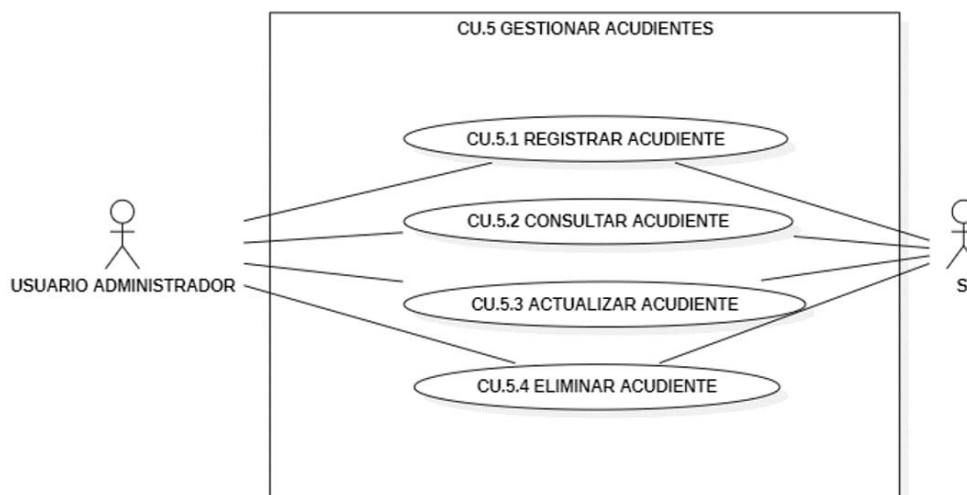 CU.5 GESTIONAR ACUDIENTES
CU.5.1 REGISTRAR ACUDIENTE
CU.5.2 CONSULTAR ACUDIENTE
USUARIO ADMINISTRADOR
CU.5.3 ACTUALIZAR ACUDIENTE
CU.5.4 ELIMINAR ACUDIENTE